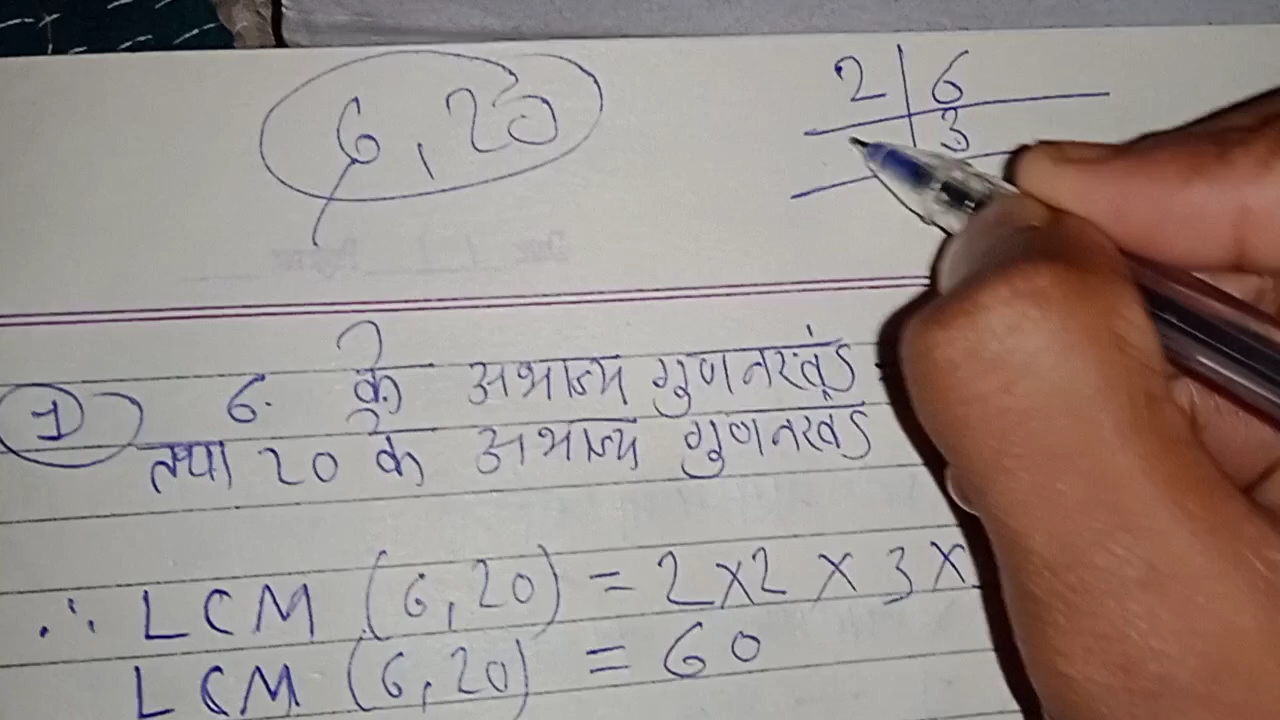 6, 20
2 | 6
3
1 6. के अभाज्य गुणनखंड
तथा 20 के अभाज्य गुणनखंड
∴ LCM (6, 20) = 2 x 2 x 3 x
LCM (6, 20) = 60